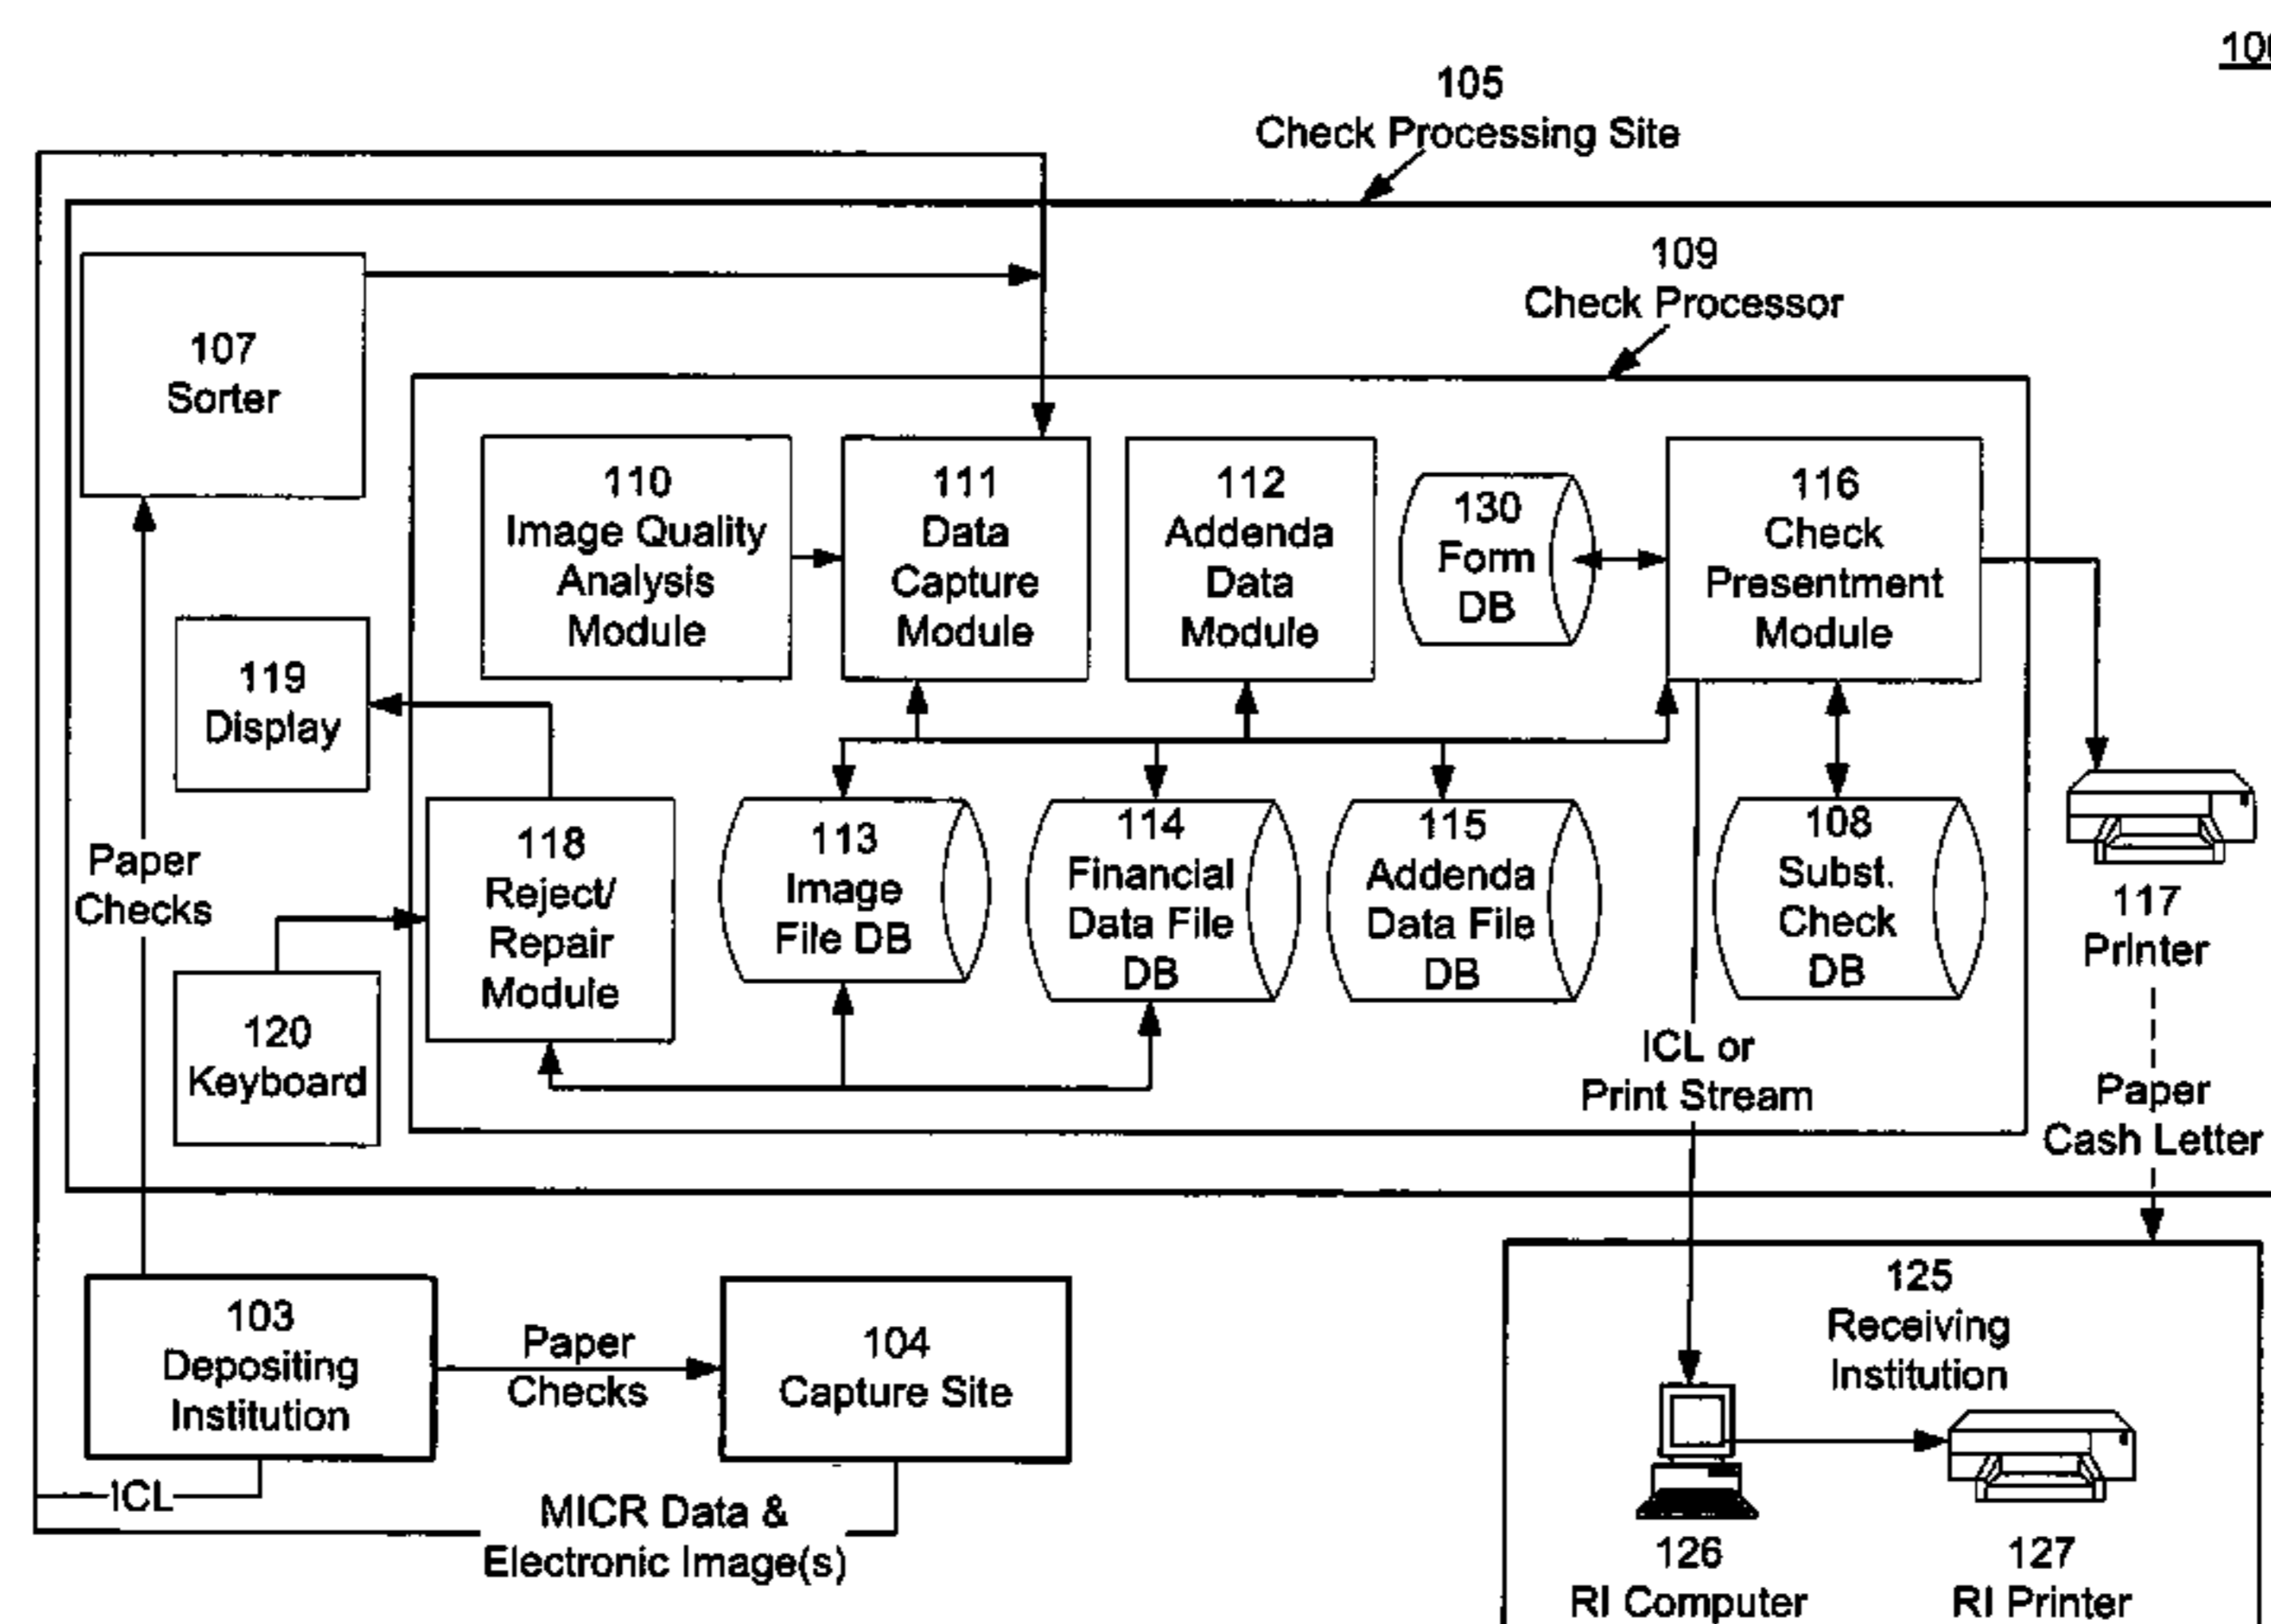 100
105
Check Processing Site
109
Check Processor
107
Sorter
110
Image Quality
Analysis
Module
111
Data
Capture
Module
112
Addenda
Data
Module
130
Form
DB
116
Check
Presentment
Module
119
Display
118
Reject/
Repair
Module
113
Image
File DB
114
Financial
Data File
DB
115
Addenda
Data File
DB
108
Subst.
Check
DB
117
Printer
Paper
Checks
120
Keyboard
ICL or
Print Stream
Paper
Cash Letter
103
Depositing
Institution
Paper
Checks
104
Capture Site
125
Receiving
Institution
ICL
MICR Data &
Electronic Image(s)
126
RI Computer
127
RI Printer